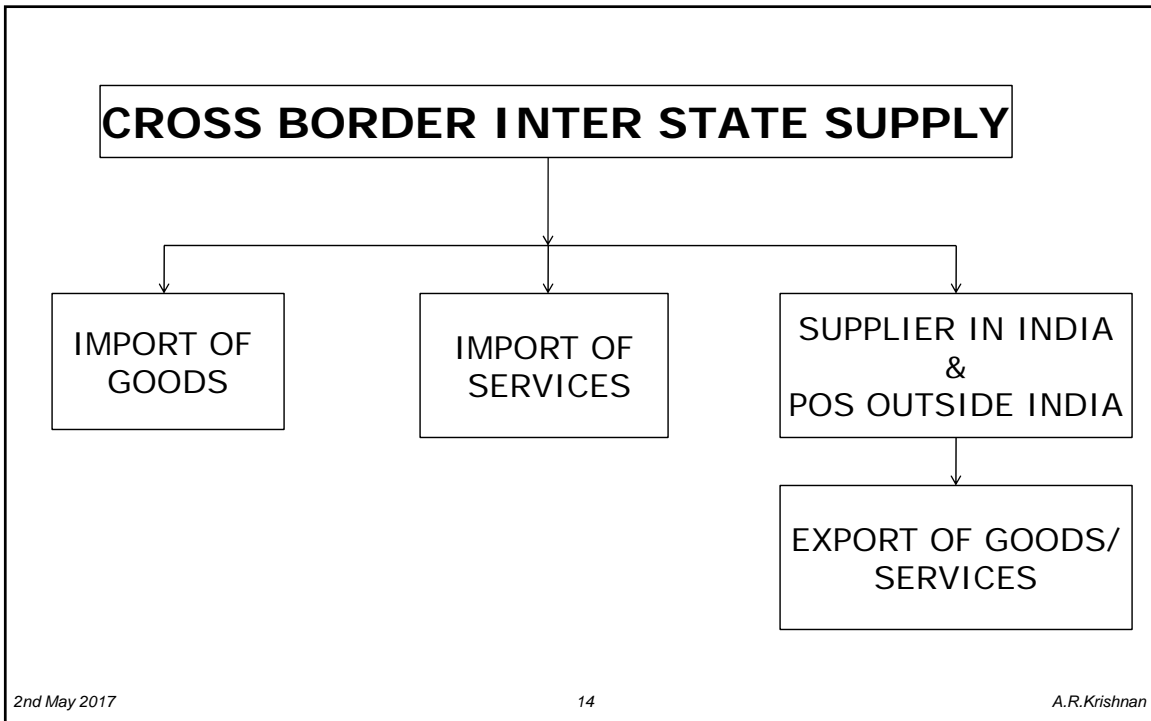 CROSS BORDER INTER STATE SUPPLY
IMPORT OF
GOODS
IMPORT OF
SERVICES
SUPPLIER IN INDIA
&
POS OUTSIDE INDIA
EXPORT OF GOODS/
SERVICES
2nd May 2017
14
A.R.Krishnan